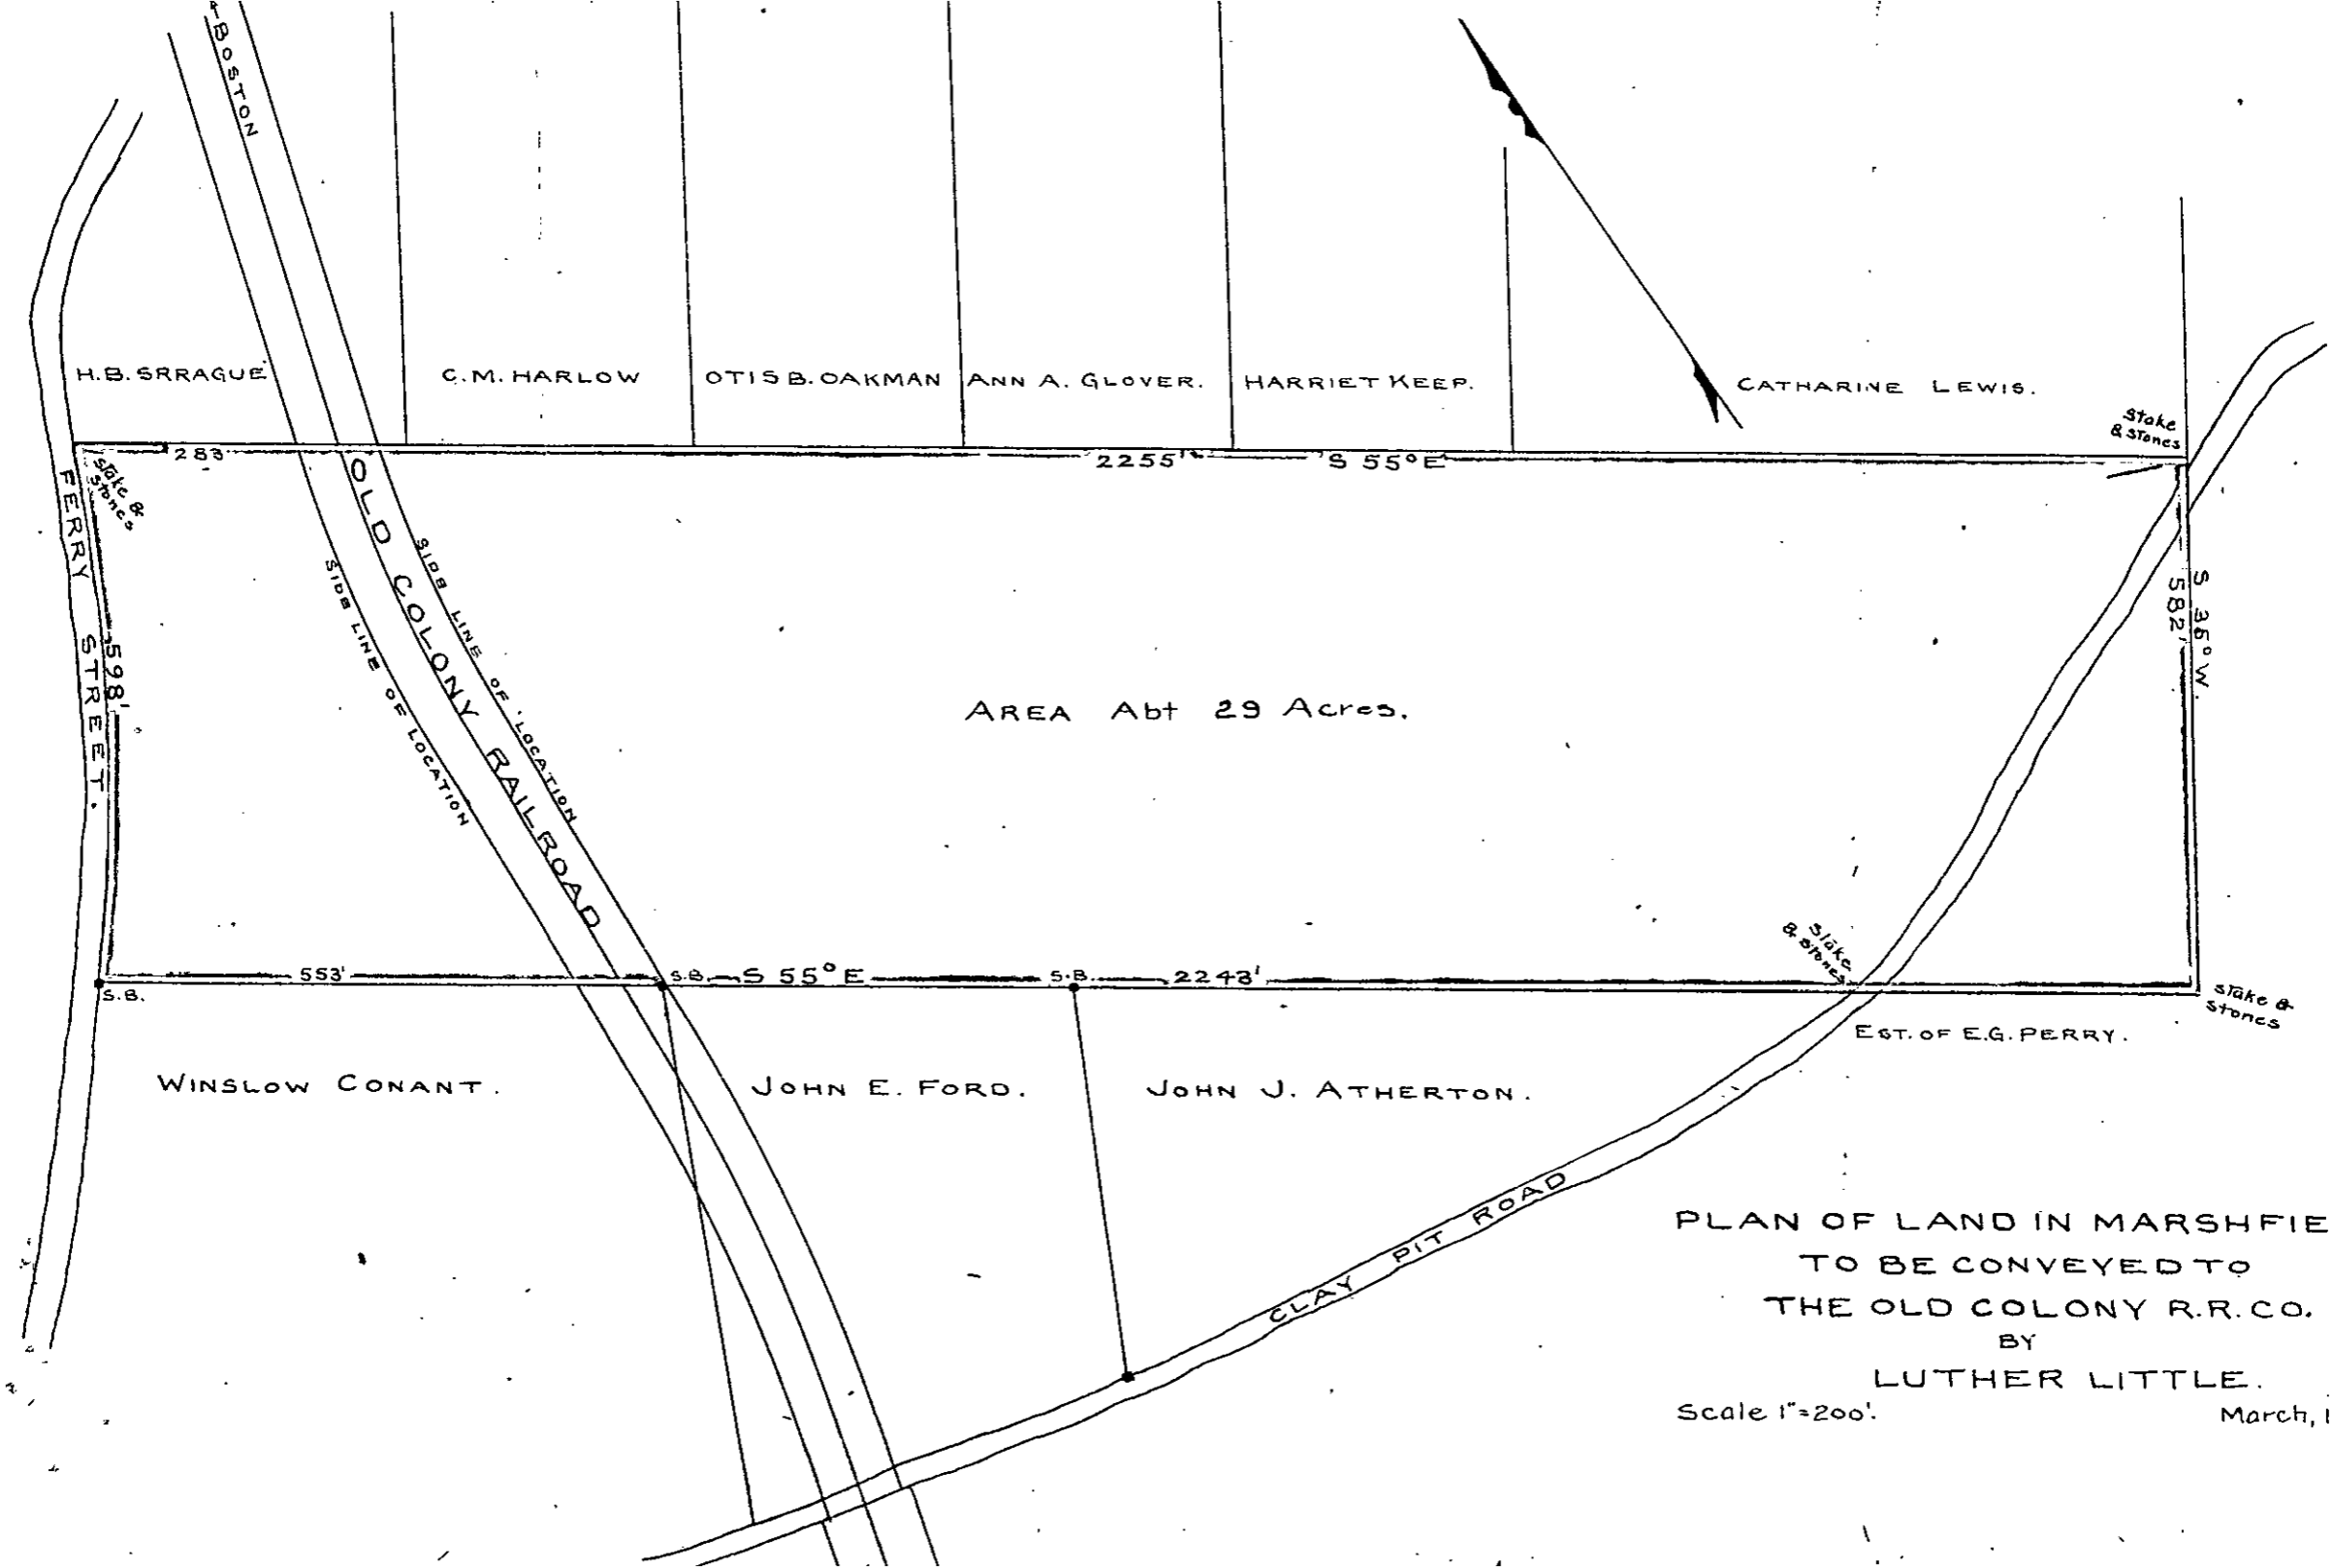 BOSTON
H.B. SRRAGUE
C.M. HARLOW
OTIS B. OAKMAN
ANN A. GLOVER.
HARRIET KEEP.
CATHARINE LEWIS.
Stake
& Stones
283
2255'
S 55° E
Stake &
Stones
FERRY STREET.
598'
OLD COLONY RAILROAD
SIDE LINE OF LOCATION
SIDE LINE OF LOCATION
S 35° W.
582'
AREA Abt 29 Acres.
Stake
& Stones
S.B.
553'
S.B.
S 55° E
S.B.
2243'
Stake &
Stones
EST. OF E.G. PERRY.
WINSLOW CONANT.
JOHN E. FORD.
JOHN J. ATHERTON.
CLAY PIT ROAD
PLAN OF LAND IN MARSHFIE
TO BE CONVEYED TO
THE OLD COLONY R.R. CO.
BY
LUTHER LITTLE.
Scale 1"=200'.
March, 1